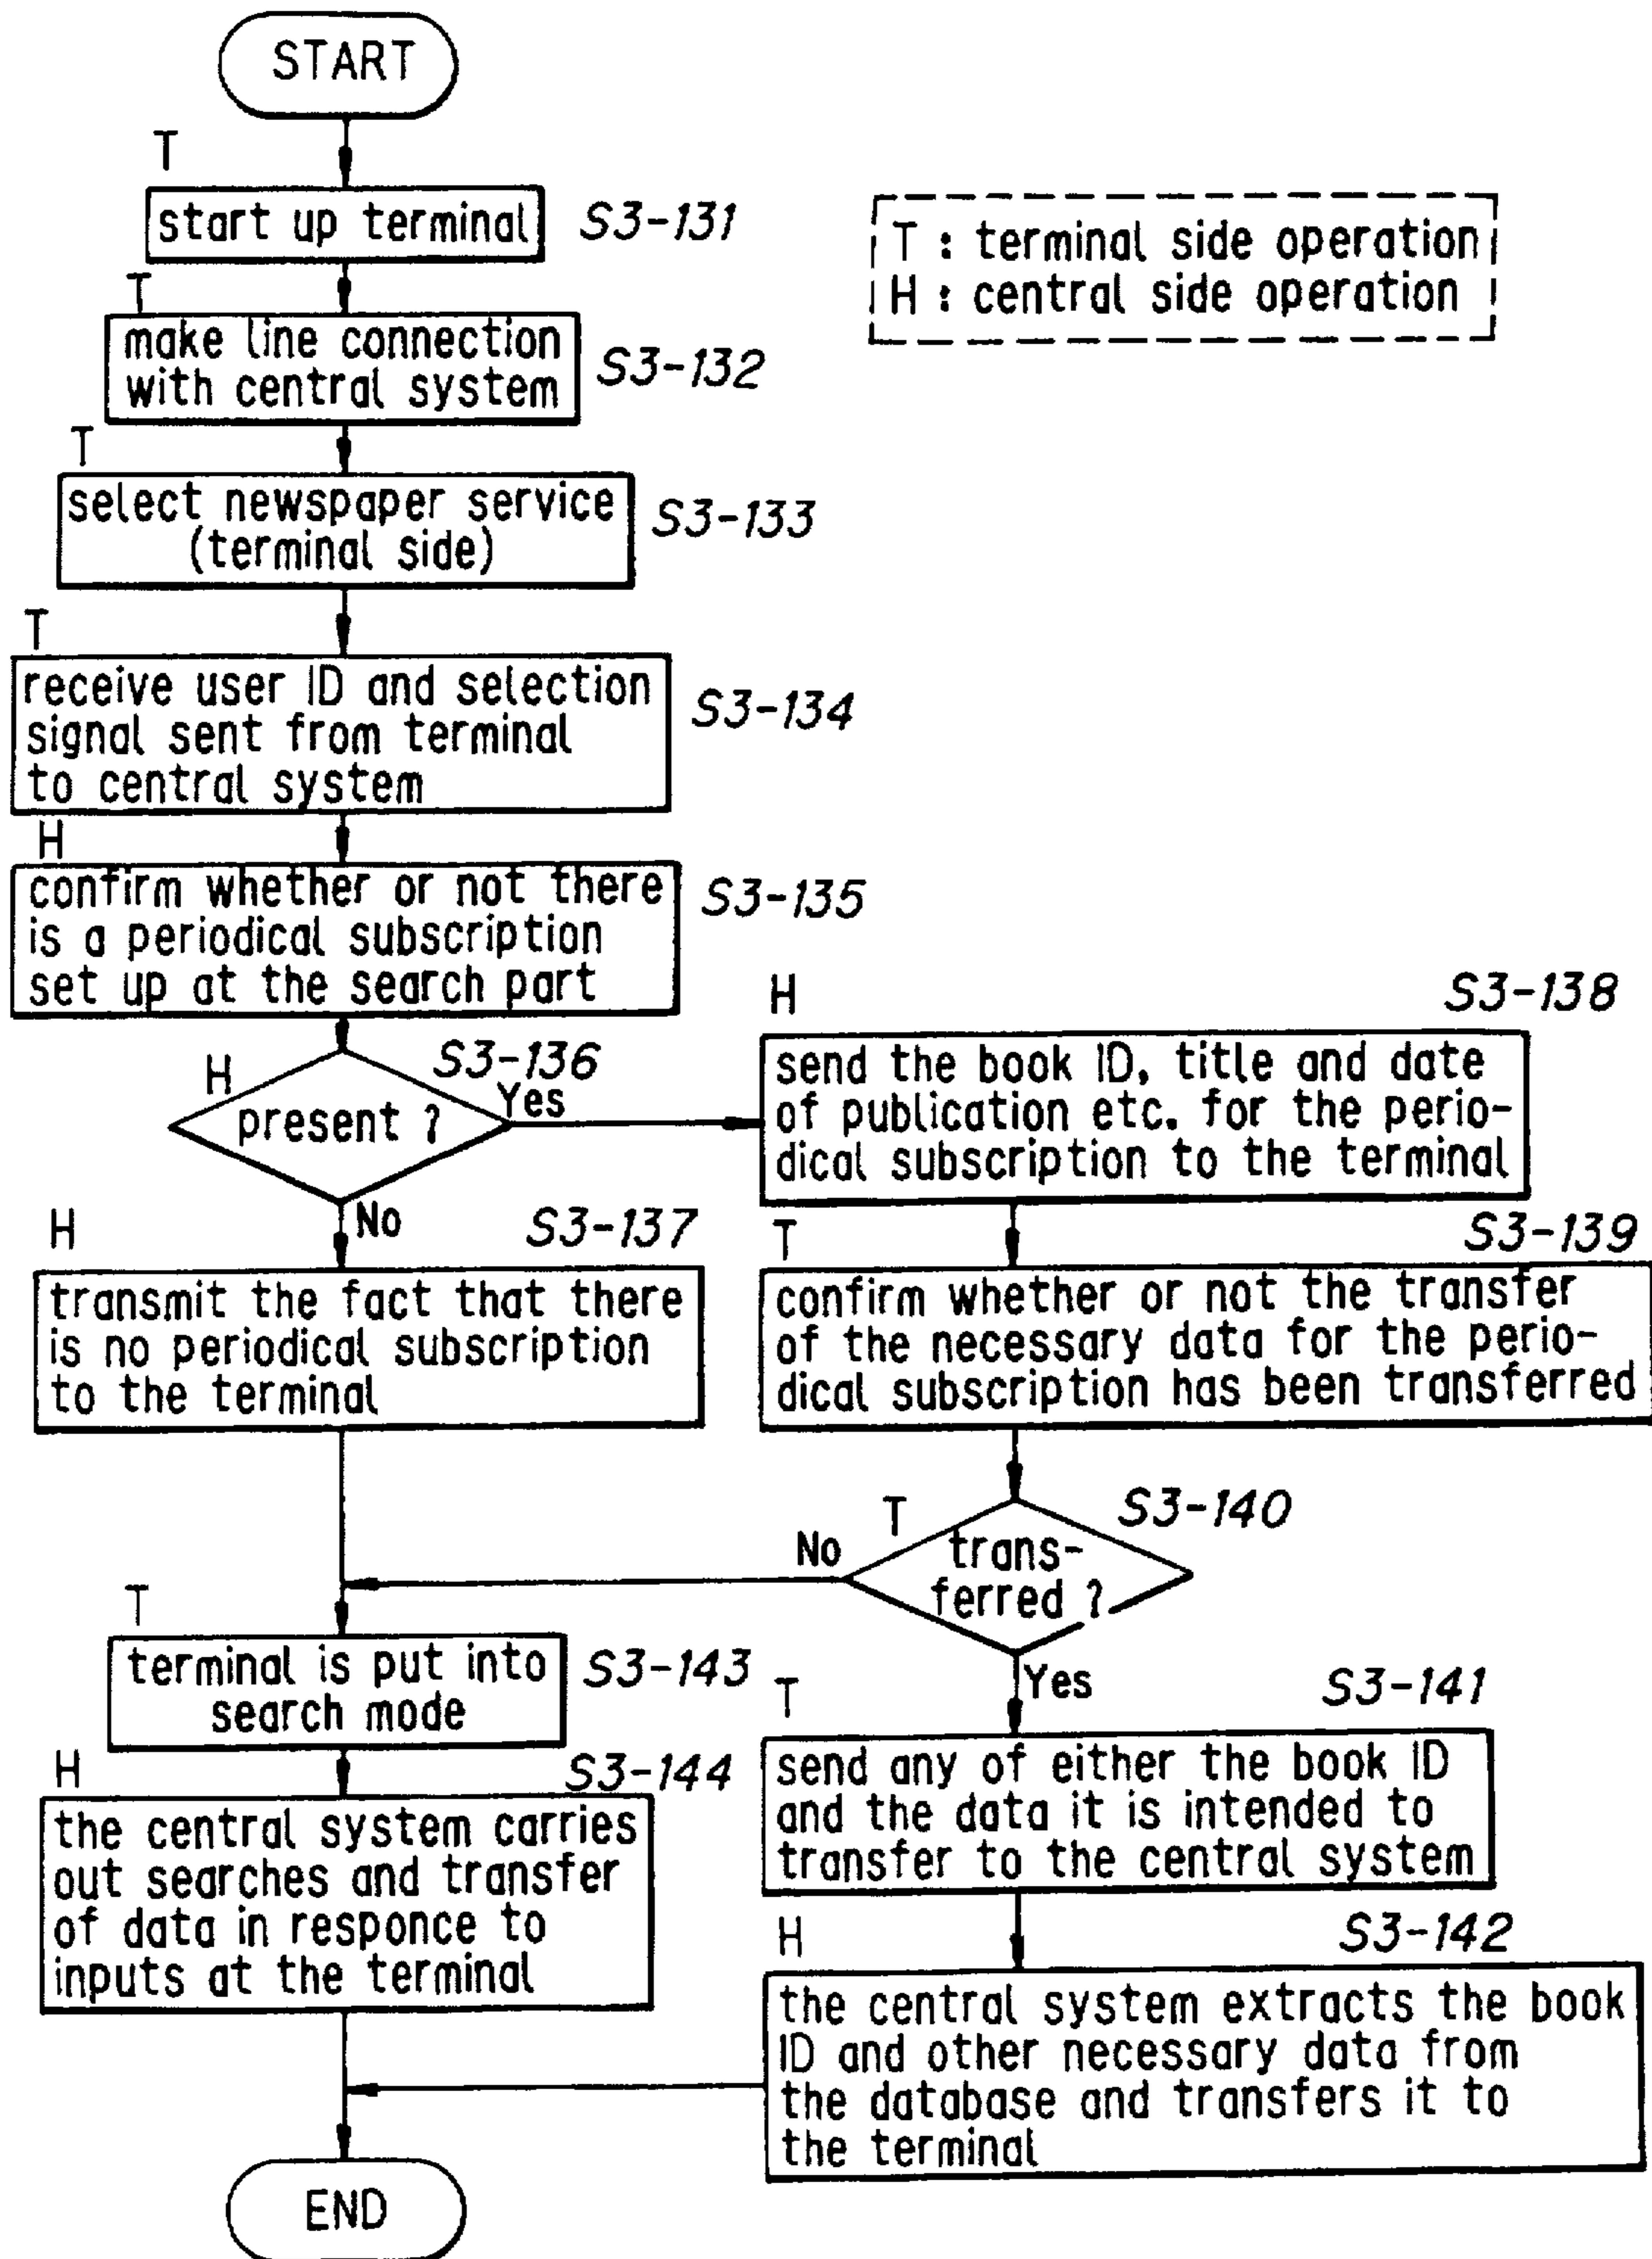 START
T
start up terminal
S3-131
T : terminal side operation
H : central side operation
T
make line connection
with central system
S3-132
T
select newspaper service
(terminal side)
S3-133
T
receive user ID and selection
signal sent from terminal
to central system
S3-134
H
confirm whether or not there
is a periodical subscription
set up at the search part
S3-135
H
present ?
S3-136
Yes
No
H
S3-138
send the book ID, title and date
of publication etc. for the perio-
dical subscription to the terminal
H
S3-137
transmit the fact that there
is no periodical subscription
to the terminal
T
S3-139
confirm whether or not the transfer
of the necessary data for the perio-
dical subscription has been transferred
T
S3-140
trans-
ferred ?
No
Yes
T
terminal is put into
search mode
S3-143
T
S3-141
send any of either the book ID
and the data it is intended to
transfer to the central system
H
S3-144
the central system carries
out searches and transfer
of data in responce to
inputs at the terminal
H
S3-142
the central system extracts the book
ID and other necessary data from
the database and transfers it to
the terminal
END